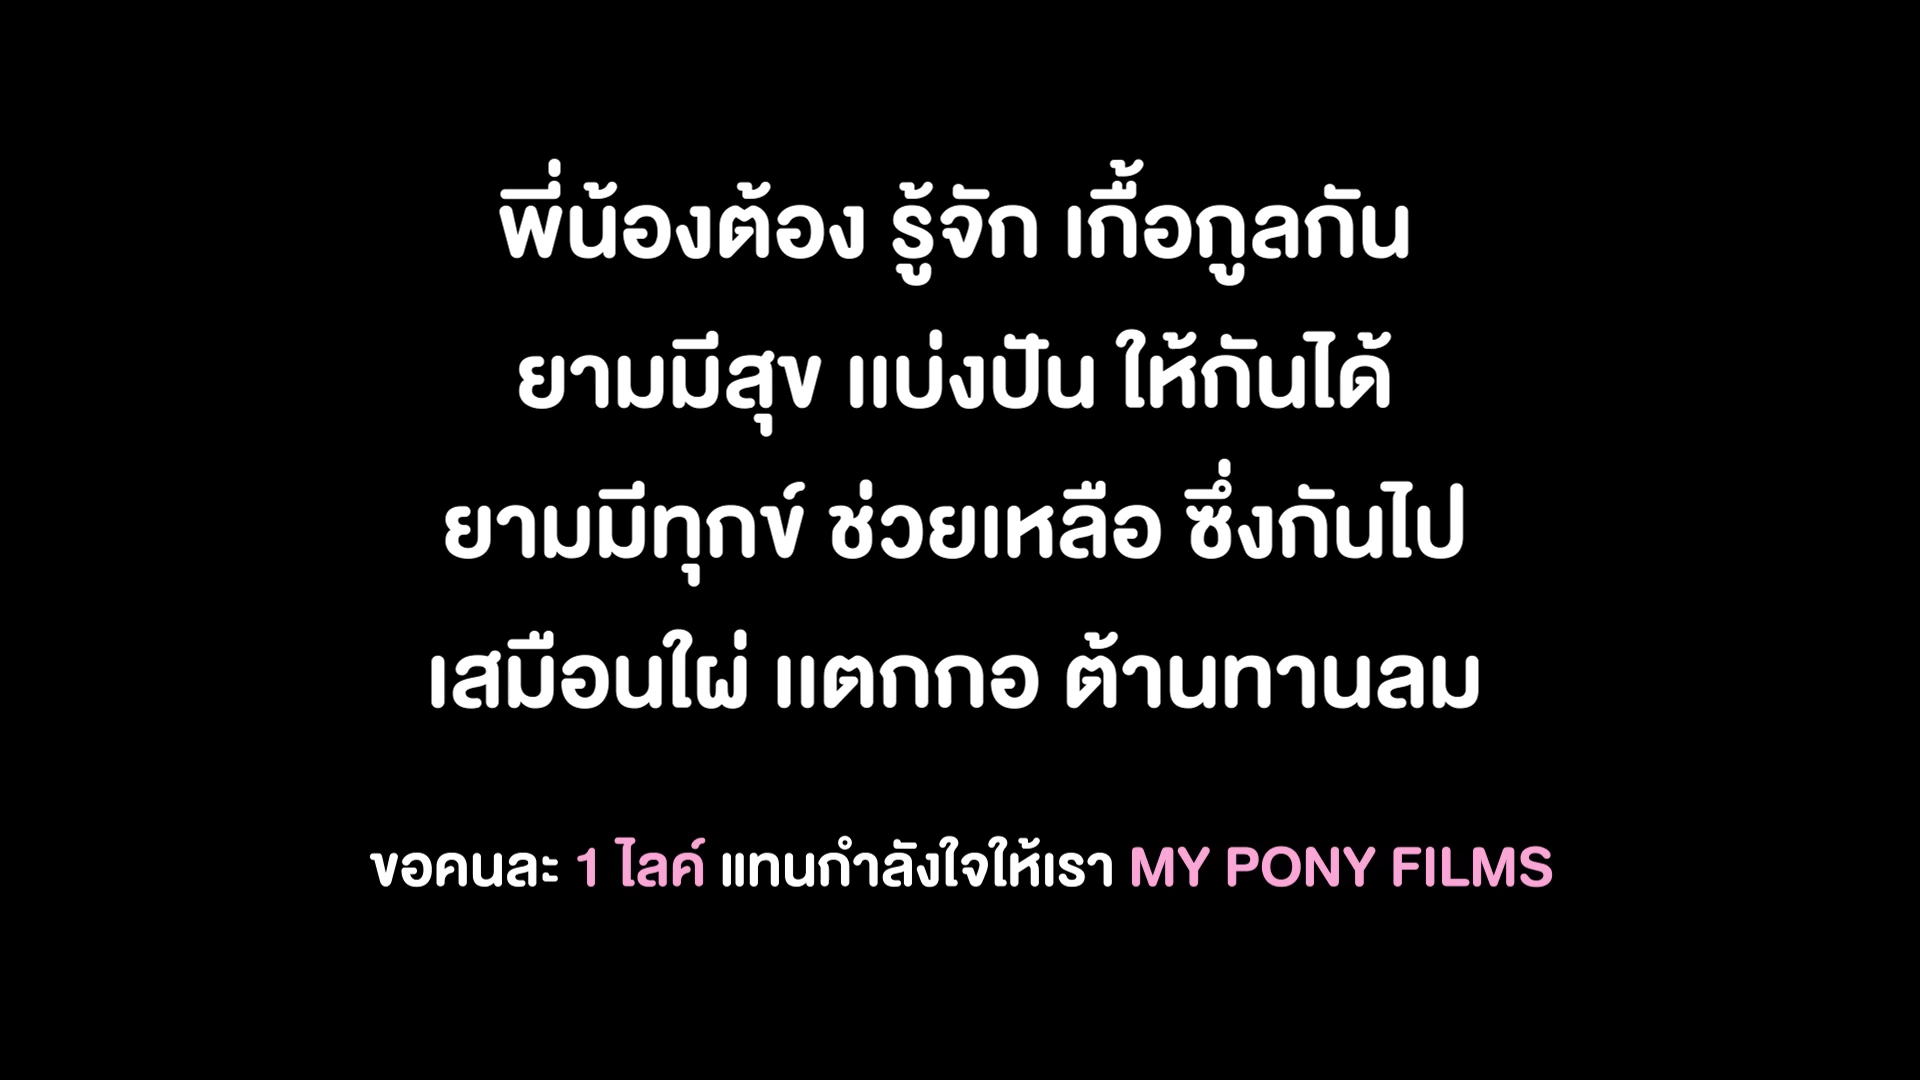 พี่น้องต้อง รู้จัก เกื้อกูลกัน
ยามมีสุข แบ่งปัน ให้กันได้
ยามมีทุกข์ ช่วยเหลือ ซึ่งกันไป
เสมือนไผ่ แตกกอ ต้านทานลม
ขอคนละ 1 ไลค์ แทนกำลังใจให้เรา MY PONY FILMS